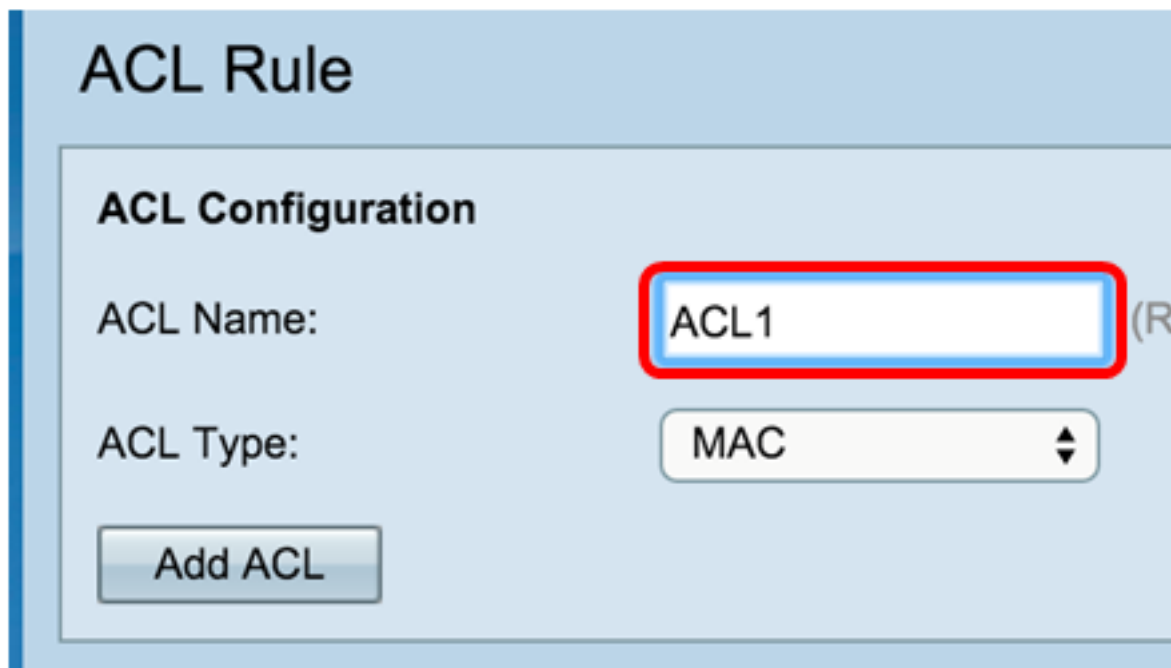 ACL Rule
ACL Configuration
ACL Name: ACL1 (R
ACL Type: MAC
Add ACL